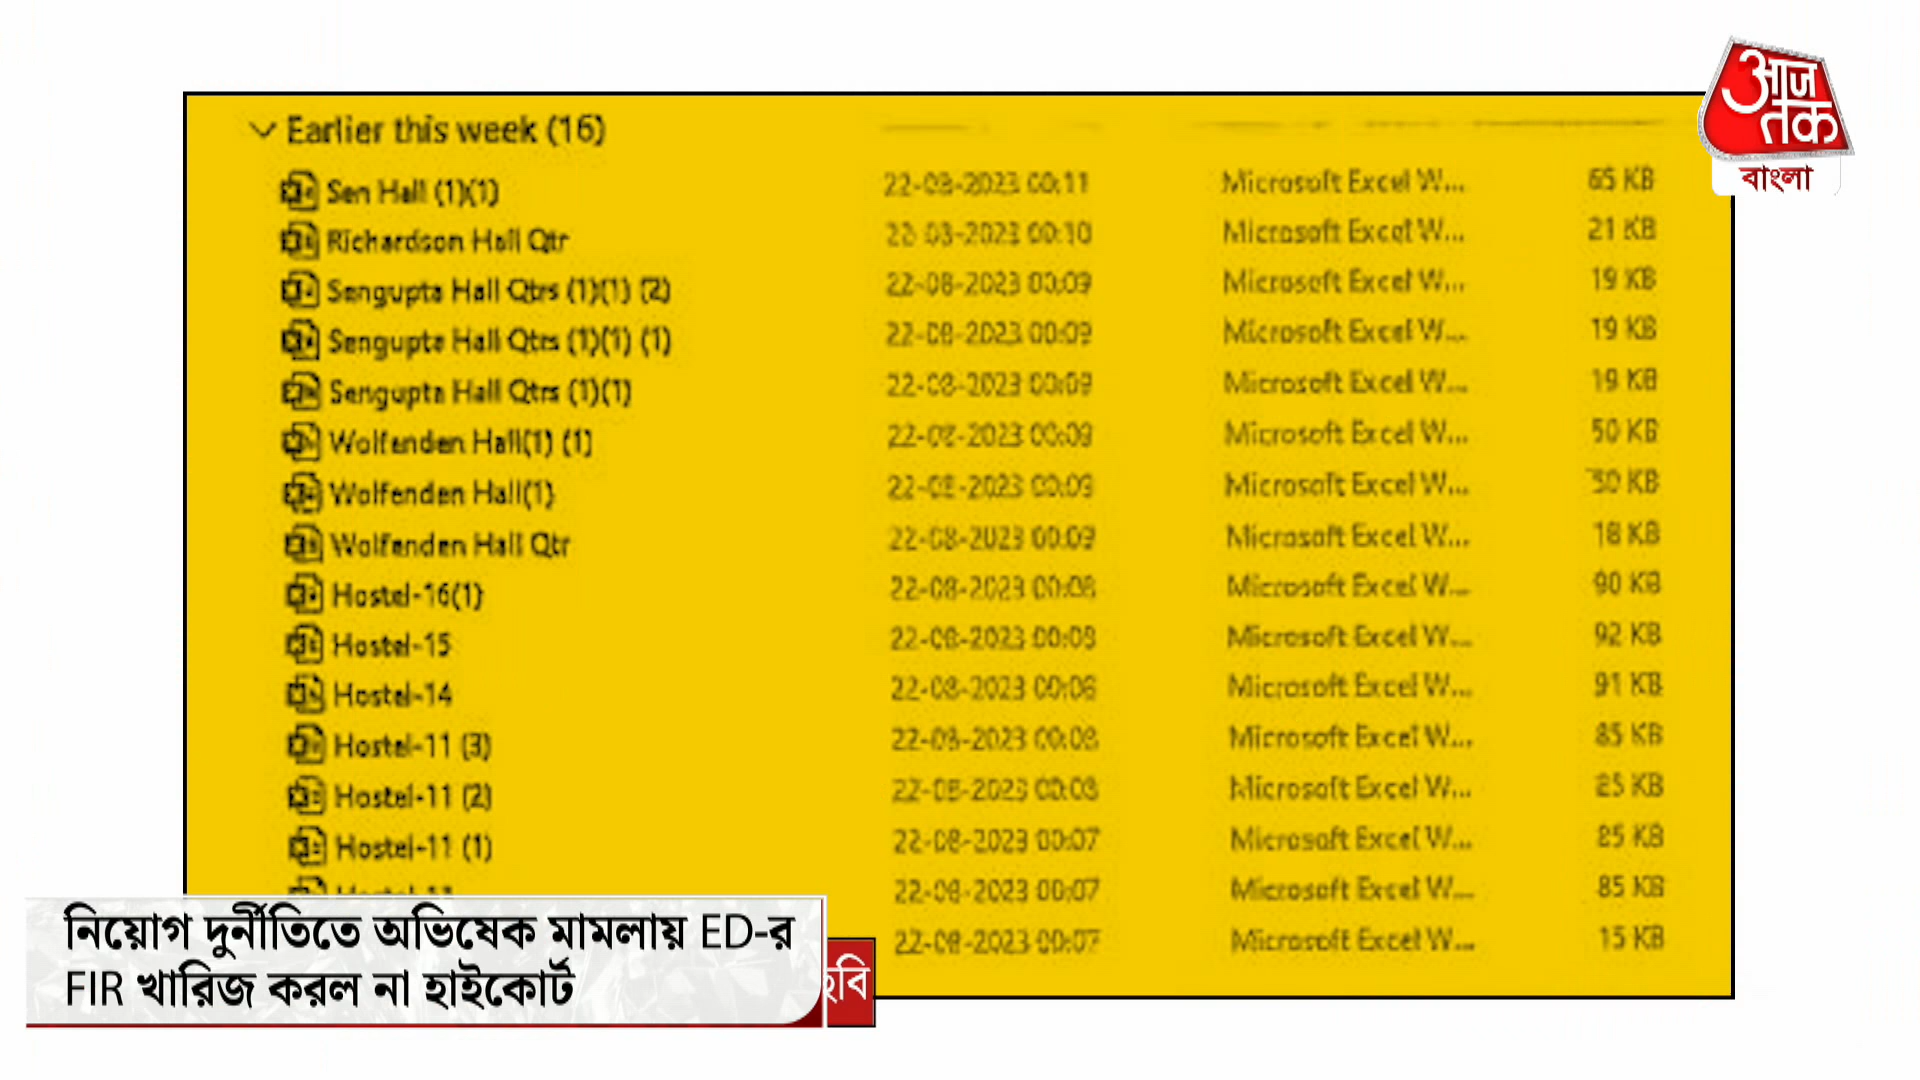 आज
तक
বাংলা
Earlier this week (16)
Sen Hall (1)(1) 22-08-2023 00:11 Microsoft Excel W... 65 KB
Richardson Hall Qtr 22-08-2023 00:10 Microsoft Excel W... 21 KB
Sengupta Hall Qtrs (1)(1) (2) 22-08-2023 00:09 Microsoft Excel W... 19 KB
Sengupta Hall Qtrs (1)(1) (1) 22-08-2023 00:09 Microsoft Excel W... 19 KB
Sengupta Hall Qtrs (1)(1) 22-08-2023 00:09 Microsoft Excel W... 19 KB
Wolfenden Hall(1) (1) 22-08-2023 00:09 Microsoft Excel W... 50 KB
Wolfenden Hall(1) 22-08-2023 00:09 Microsoft Excel W... 50 KB
Wolfenden Hall Qtr 22-08-2023 00:09 Microsoft Excel W... 18 KB
Hostel-16(1) 22-08-2023 00:08 Microsoft Excel W... 90 KB
Hostel-15 22-08-2023 00:08 Microsoft Excel W... 92 KB
Hostel-14 22-08-2023 00:08 Microsoft Excel W... 91 KB
Hostel-11 (3) 22-08-2023 00:08 Microsoft Excel W... 85 KB
Hostel-11 (2) 22-08-2023 00:08 Microsoft Excel W... 85 KB
Hostel-11 (1) 22-08-2023 00:07 Microsoft Excel W... 85 KB
22-08-2023 00:07 Microsoft Excel W... 85 KB
22-08-2023 00:07 Microsoft Excel W... 15 KB
নিয়োগ দুর্নীতিতে অভিষেক মামলায় ED-র
FIR খারিজ করল না হাইকোর্ট